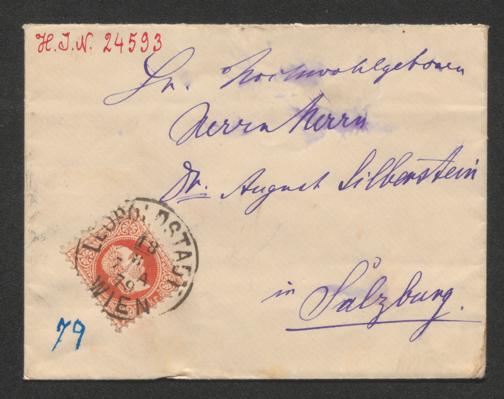 H.I.N. 24593
Sr. Hochwohlgeboren
Herrn Herrn
Dr. August Silberstein
in Salzburg.
LEOPOLDSTADT
WIEN
79